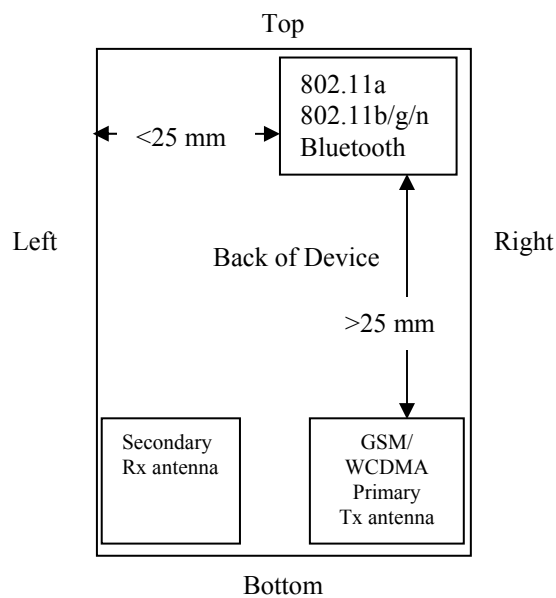 Top
802.11a
802.11b/g/n
Bluetooth
<25 mm
Left
Right
Back of Device
>25 mm
Secondary
Rx antenna
GSM/
WCDMA
Primary
Tx antenna
Bottom